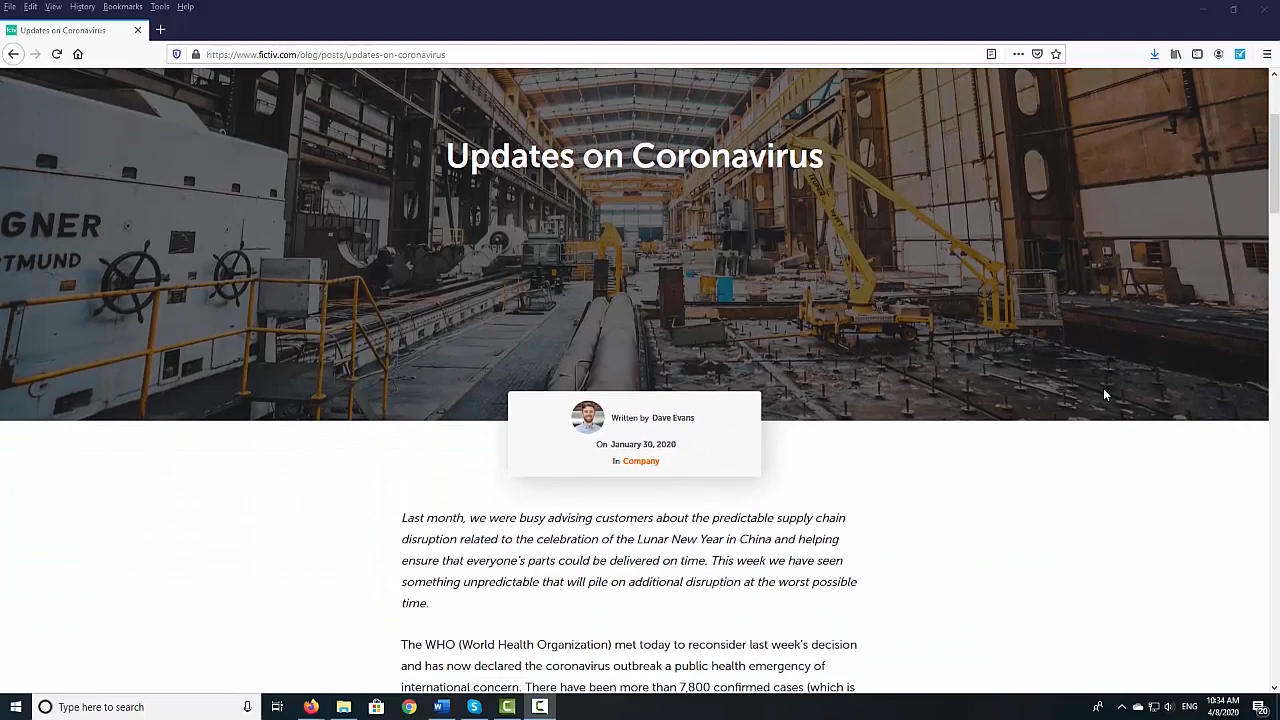 File Edit View History Bookmarks Tools Help
Updates on Coronavirus
https://www.fictiv.com/blog/posts/updates-on-coronavirus
Updates on Coronavirus
GNER
RTMUND
Written by Dave Evans
On January 30, 2020
In Company
Last month, we were busy advising customers about the predictable supply chain
disruption related to the celebration of the Lunar New Year in China and helping
ensure that everyone's parts could be delivered on time. This week we have seen
something unpredictable that will pile on additional disruption at the worst possible
time.
The WHO (World Health Organization) met today to reconsider last week's decision
and has now declared the coronavirus outbreak a public health emergency of
international concern. There have been more than 7,800 confirmed cases (which is
Type here to search
ENG
10:34 AM
4/8/2020
20